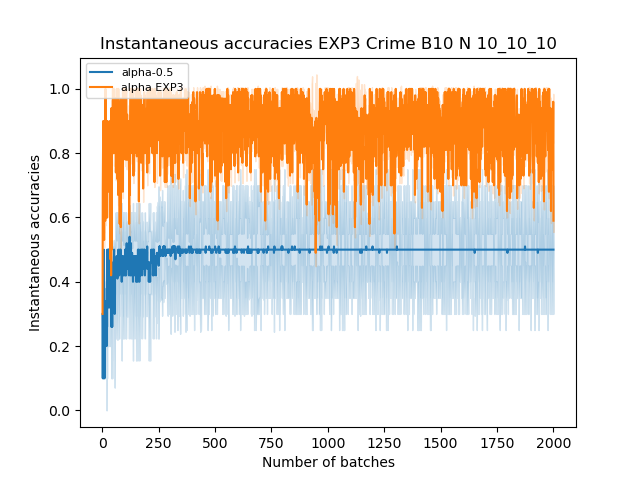 Instantaneous accuracies EXP3 Crime B10 N 10_10_10
alpha-0.5
alpha EXP3
1.0
0.8
0.6
0.4
0.2
0.0
Instantaneous accuracies
0 250 500 750 1000 1250 1500 1750 2000
Number of batches